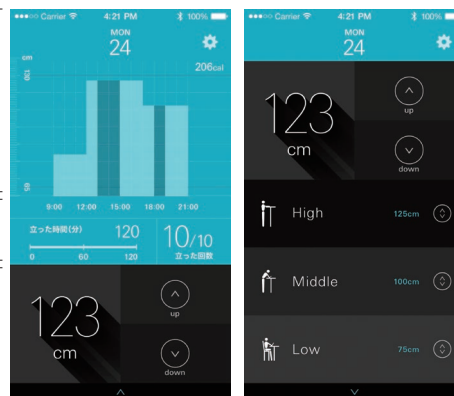 Carrier 4:21 PM 100%
MON
24
cm
206cal
130
65
9:00 12:00 15:00 18:00 21:00
立った時間(分) 120
0 60 120
10/10
立った回数
123
cm
up
down
Carrier 4:21 PM 100%
MON
24
123
cm
up
down
High 125cm
Middle 100cm
Low 75cm